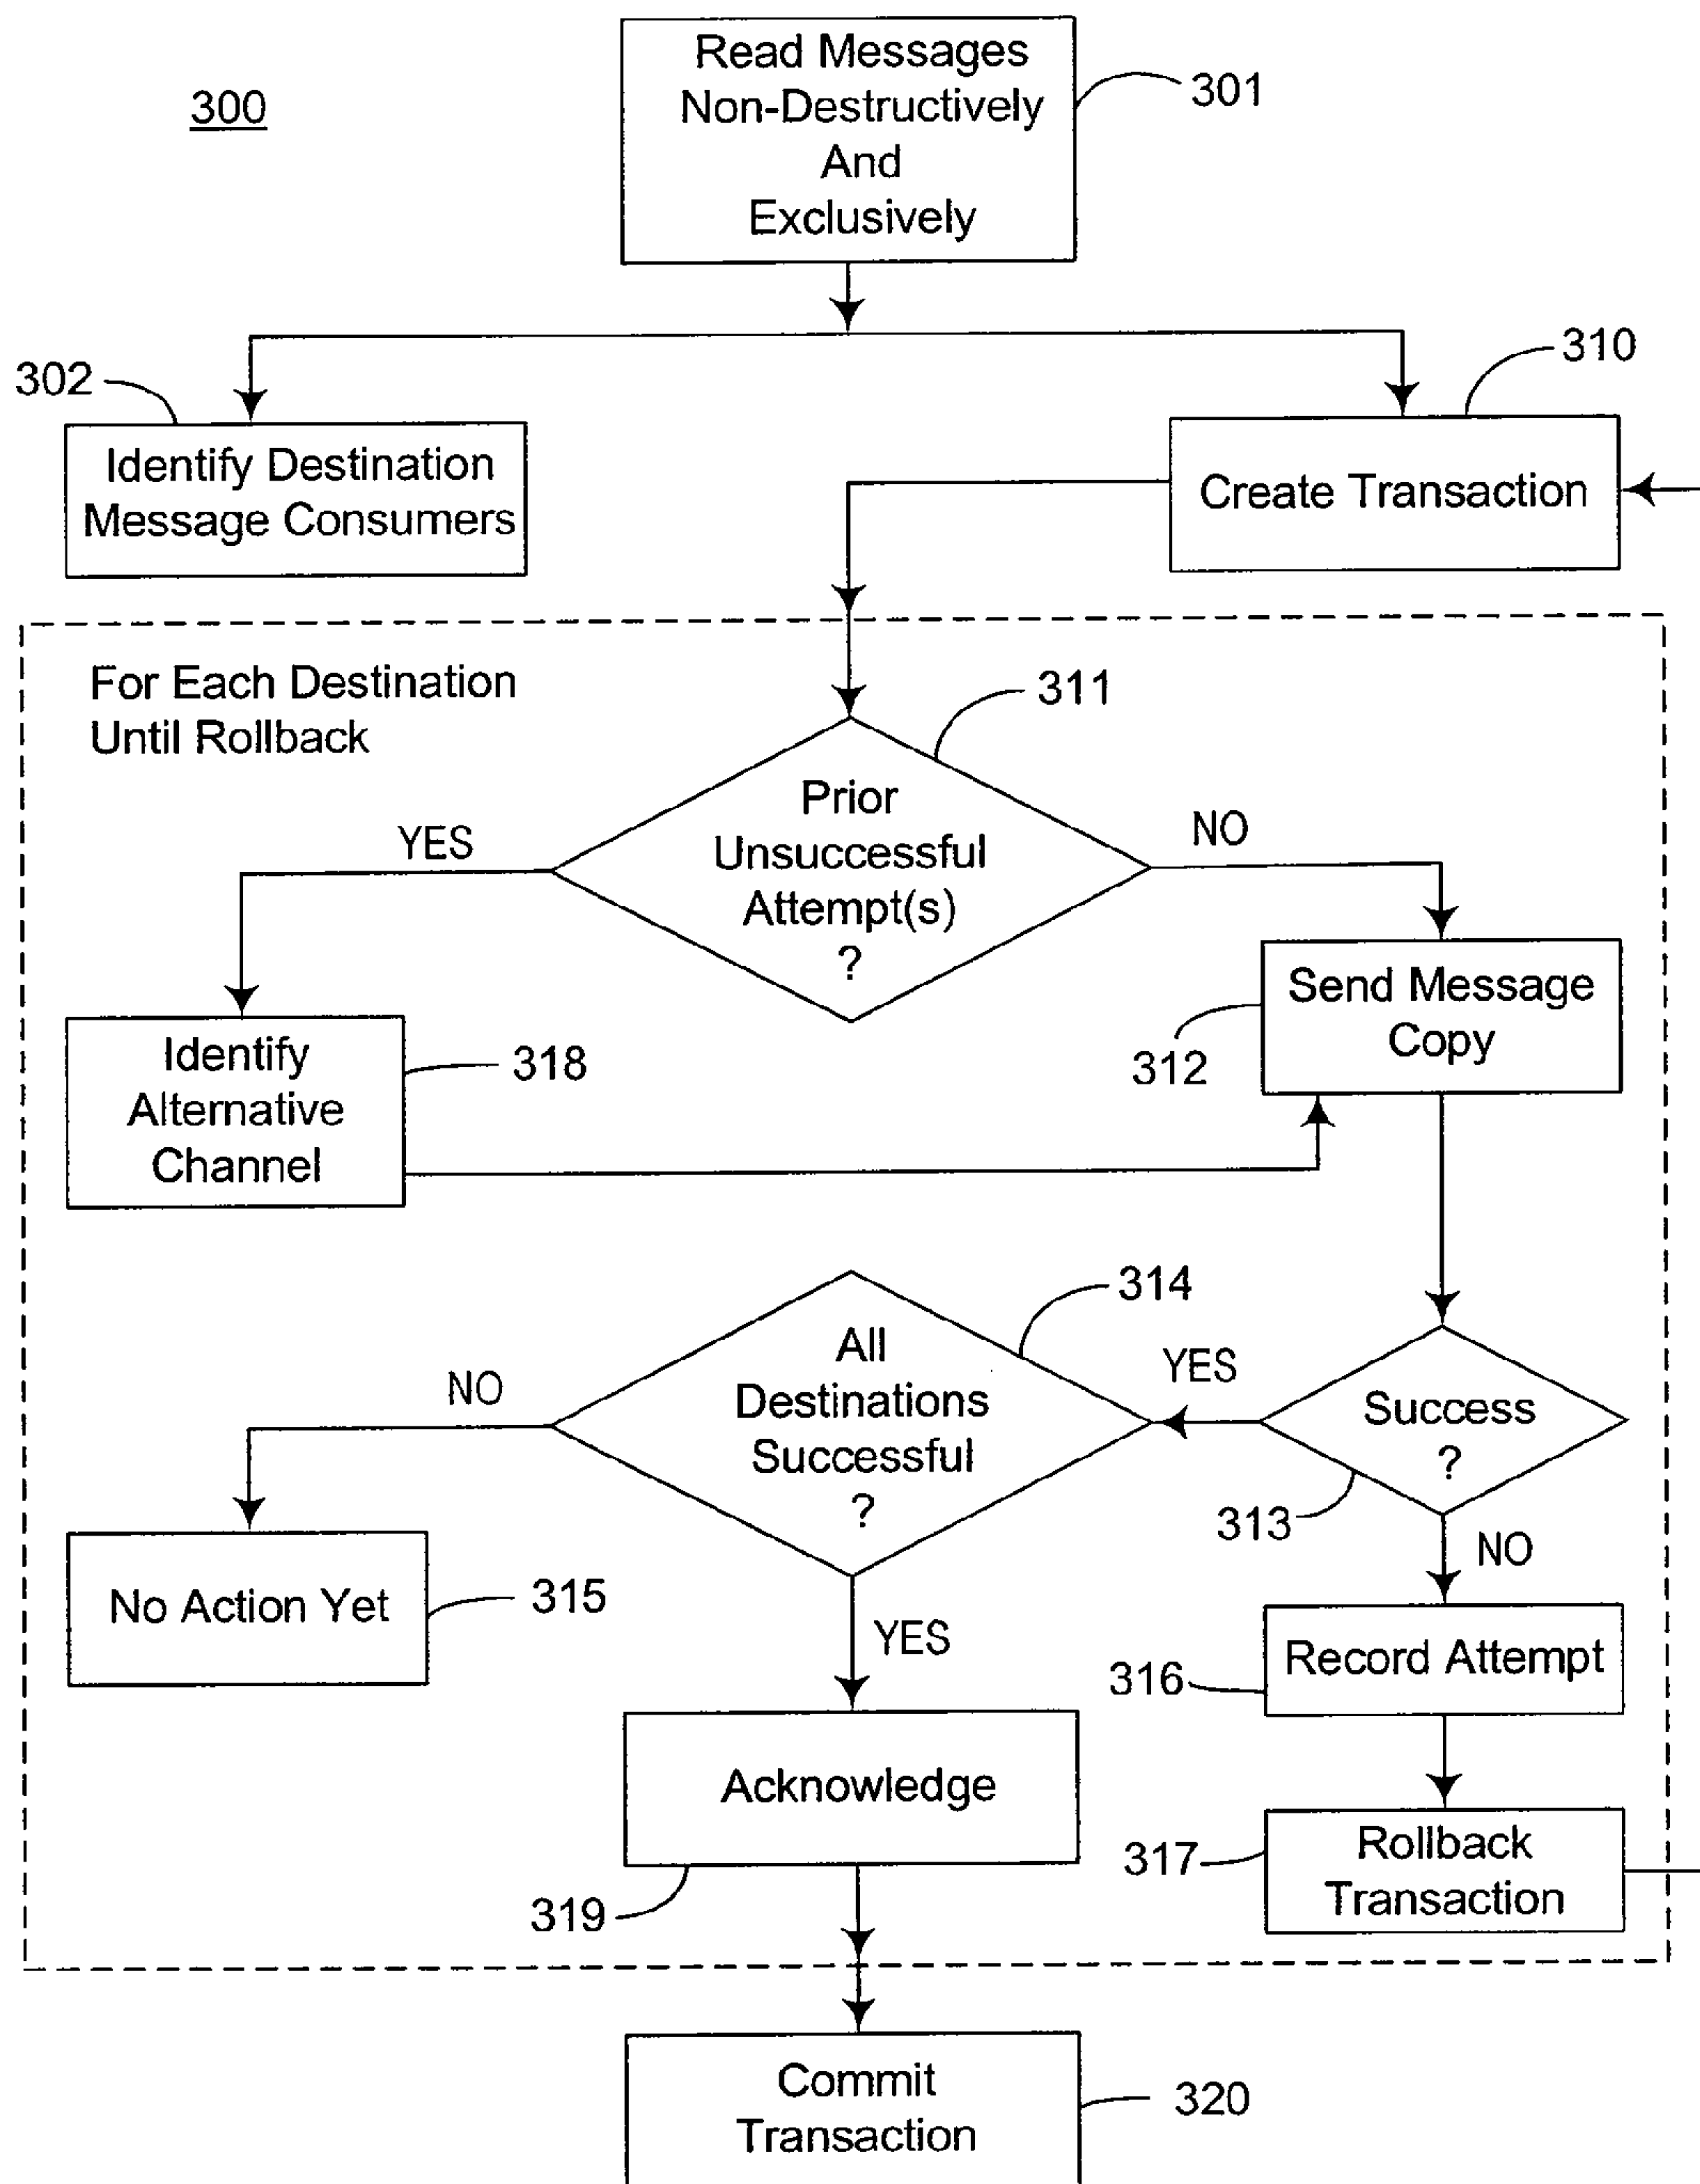 300
Read Messages
Non-Destructively
And
Exclusively
301
302
310
Identify Destination
Message Consumers
Create Transaction
For Each Destination
Until Rollback
311
Prior
Unsuccessful
Attempt(s)
?
YES
NO
Identify
Alternative
Channel
318
Send Message
Copy
312
314
All
Destinations
Successful
?
NO
YES
YES
Success
?
313
NO
No Action Yet
315
Record Attempt
316
Acknowledge
319
Rollback
Transaction
317
Commit
Transaction
320